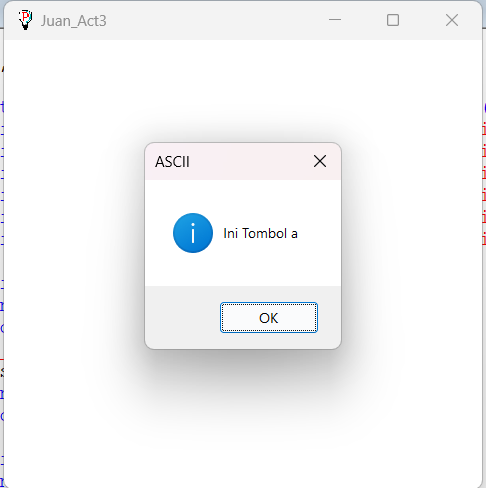 Juan_Act3
ASCII
Ini Tombol a
OK